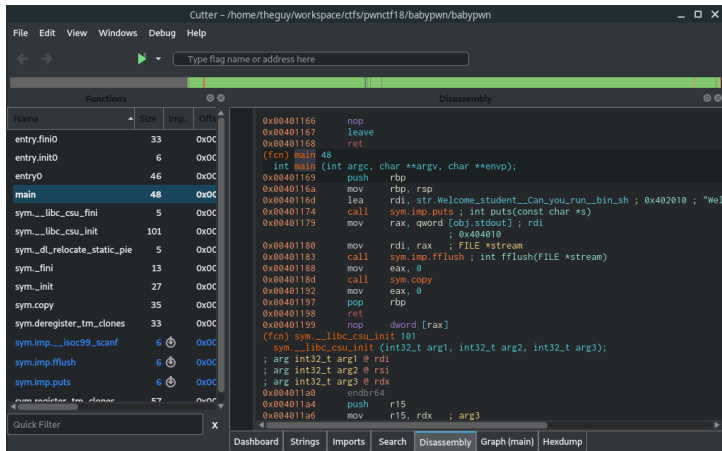 Cutter – /home/theguy/workspace/ctfs/pwnctf18/babypwn/babypwn
File Edit View Windows Debug Help
Type flag name or address here
Functions
Name Size Imp. Offs
entry.fini0 33 0x00
entry.init0 6 0x00
entry0 46 0x00
main 48 0x00
sym.__libc_csu_fini 5 0x00
sym.__libc_csu_init 101 0x00
sym._dl_relocate_static_pie 5 0x00
sym._fini 13 0x00
sym._init 27 0x00
sym.copy 35 0x00
sym.deregister_tm_clones 33 0x00
sym.imp.__isoc99_scanf 6 0x00
sym.imp.fflush 6 0x00
sym.imp.puts 6 0x00
sym.register_tm_clones 57 0x00
Quick Filter X
Disassembly
0x00401166 nop
0x00401167 leave
0x00401168 ret
(fcn) main 48
int main (int argc, char **argv, char **envp);
0x00401169 push rbp
0x0040116a mov rbp, rsp
0x0040116d lea rdi, str.Welcome_student__Can_you_run__bin_sh ; 0x402010 ; "Wel
0x00401174 call sym.imp.puts ; int puts(const char *s)
0x00401179 mov rax, qword [obj.stdout] ; rdi
; 0x404010
0x00401180 mov rdi, rax ; FILE *stream
0x00401183 call sym.imp.fflush ; int fflush(FILE *stream)
0x00401188 mov eax, 0
0x0040118d call sym.copy
0x00401192 mov eax, 0
0x00401197 pop rbp
0x00401198 ret
0x00401199 nop dword [rax]
(fcn) sym.__libc_csu_init 101
sym.__libc_csu_init (int32_t arg1, int32_t arg2, int32_t arg3);
; arg int32_t arg1 @ rdi
; arg int32_t arg2 @ rsi
; arg int32_t arg3 @ rdx
0x004011a0 endbr64
0x004011a4 push r15
0x004011a6 mov r15, rdx ; arg3
Dashboard Strings Imports Search Disassembly Graph (main) Hexdump